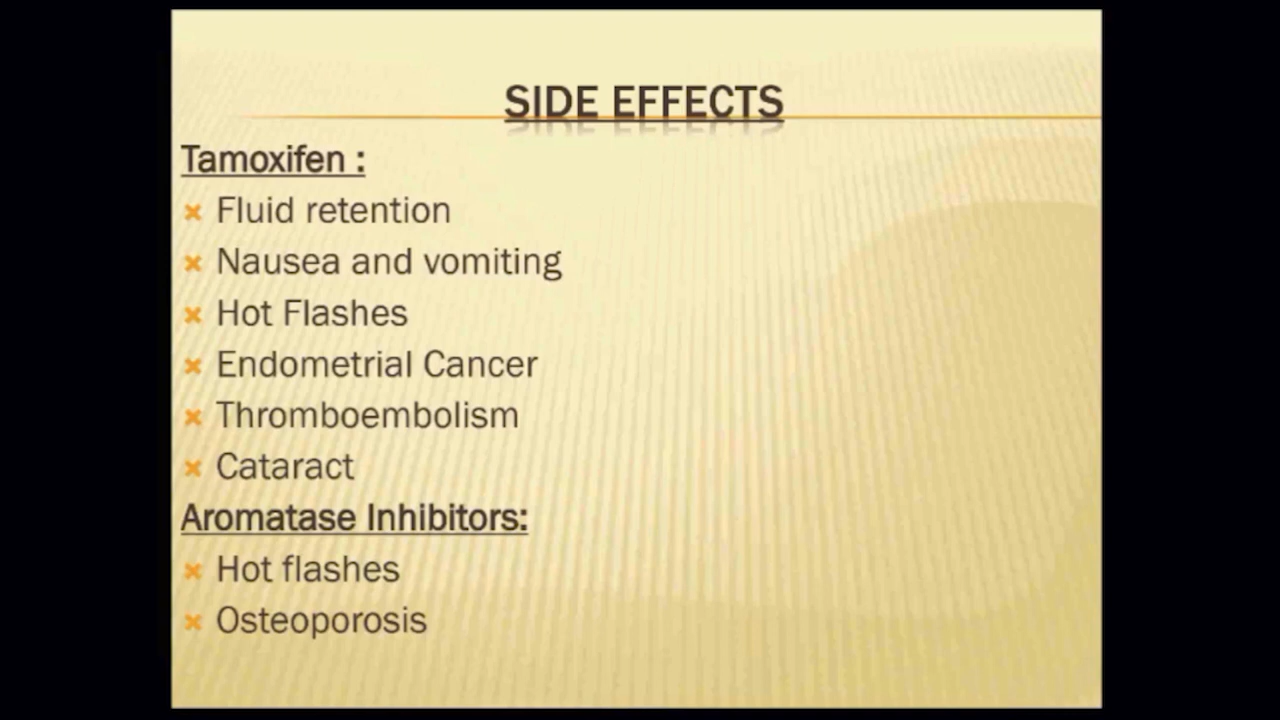 SIDE EFFECTS
Tamoxifen :
Fluid retention
Nausea and vomiting
Hot Flashes
Endometrial Cancer
Thromboembolism
Cataract
Aromatase Inhibitors:
Hot flashes
Osteoporosis